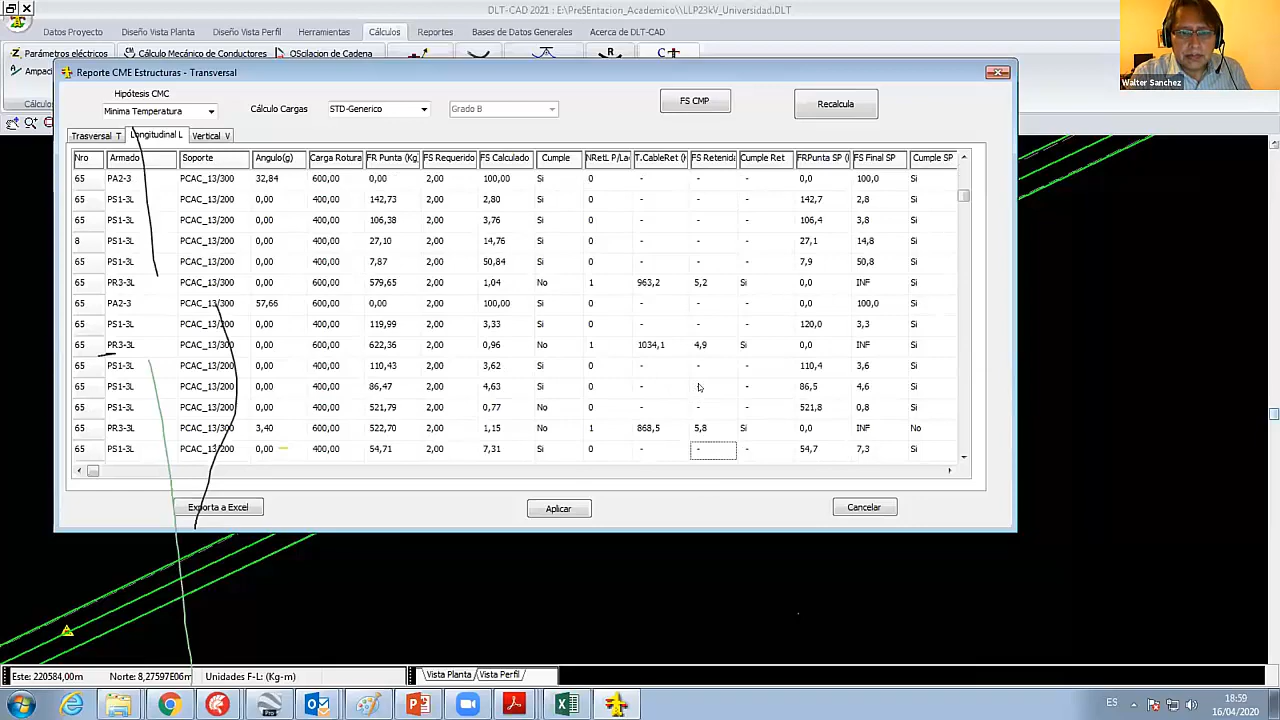 DLT-CAD 2021 : E:\PreSEntacion_Academico\\LLP23kV_Universidad.DLT
Datos Proyecto Diseño Vista Planta Diseño Vista Perfil Herramientas Cálculos Reportes Bases de Datos Generales Acerca de DLT-CAD
Parámetros eléctricos Cálculo Mecánico de Conductores OScilacion de Cadena
Ampaci
Cálculos
Walter Sanchez
Reporte CME Estructuras - Transversal
Hipótesis CMC
Minima Temperatura Cálculo Cargas STD-Generico Grado B FS CMP Recalcula
Trasversal T Longitudinal L Vertical V
Nro Armado Soporte Angulo(g) Carga Rotura FR Punta (Kg FS Requerido FS Calculado Cumple NRetL P/La T.CableRet ( FS Retenid Cumple Ret FRPunta SP ( FS Final SP Cumple SP
65 PA2-3 PCAC_13/300 32,84 600,00 0,00 2,00 100,00 Si 0 - - - 0,0 100,0 Si
65 PS1-3L PCAC_13/200 0,00 400,00 142,73 2,00 2,80 Si 0 - - - 142,7 2,8 Si
65 PS1-3L PCAC_13/200 0,00 400,00 106,38 2,00 3,76 Si 0 - - - 106,4 3,8 Si
8 PS1-3L PCAC_13/200 0,00 400,00 27,10 2,00 14,76 Si 0 - - - 27,1 14,8 Si
65 PS1-3L PCAC_13/200 0,00 400,00 7,87 2,00 50,84 Si 0 - - - 7,9 50,8 Si
65 PR3-3L PCAC_13/300 0,00 600,00 579,65 2,00 1,04 No 1 963,2 5,2 Si 0,0 INF Si
65 PA2-3 PCAC_13/300 57,66 600,00 0,00 2,00 100,00 Si 0 - - - 0,0 100,0 Si
65 PS1-3L PCAC_13/200 0,00 400,00 119,99 2,00 3,33 Si 0 - - - 120,0 3,3 Si
65 PR3-3L PCAC_13/300 0,00 600,00 622,36 2,00 0,96 No 1 1034,1 4,9 Si 0,0 INF Si
65 PS1-3L PCAC_13/200 0,00 400,00 110,43 2,00 3,62 Si 0 - - - 110,4 3,6 Si
65 PS1-3L PCAC_13/200 0,00 400,00 86,47 2,00 4,63 Si 0 - - - 86,5 4,6 Si
65 PS1-3L PCAC_13/200 0,00 400,00 521,79 2,00 0,77 No 0 - - - 521,8 0,8 Si
65 PR3-3L PCAC_13/300 3,40 600,00 522,70 2,00 1,15 No 1 868,5 5,8 Si 0,0 INF No
65 PS1-3L PCAC_13/200 0,00 400,00 54,71 2,00 7,31 Si 0 - - - 54,7 7,3 Si
Exporta a Excel Aplicar Cancelar
Este: 220584,00m Norte: 8,27597E06m Unidades F-L: (Kg-m) Vista Planta Vista Perfil
ES 18:59
16/04/2020